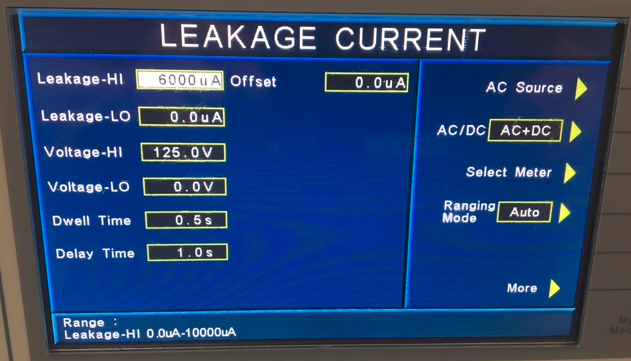 LEAKAGE CURRENT
Leakage-HI 6000uA Offset 0.0uA
Leakage-LO 0.0uA
Voltage-HI 125.0V
Voltage-LO 0.0V
Dwell Time 0.5s
Delay Time 1.0s
AC Source
AC/DC AC+DC
Select Meter
Ranging
Mode Auto
More
Range :
Leakage-HI 0.0uA-10000uA